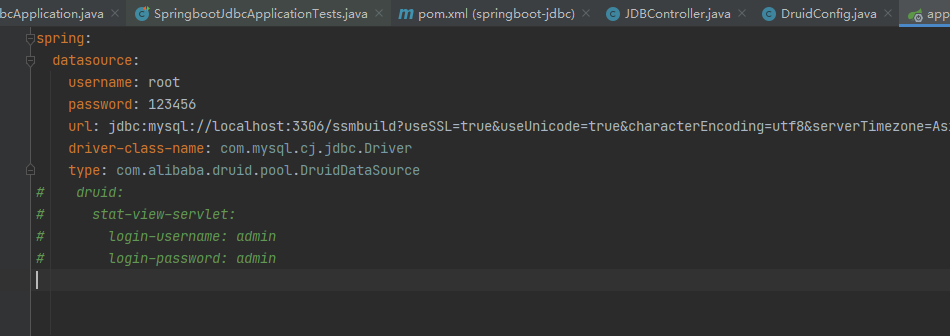 bcApplication.java SpringbootJdbcApplicationTests.java pom.xml (springboot-jdbc) JDBController.java DruidConfig.java app
spring:
  datasource:
    username: root
    password: 123456
    url: jdbc:mysql://localhost:3306/ssmbuild?useSSL=true&useUnicode=true&characterEncoding=utf8&serverTimezone=As
    driver-class-name: com.mysql.cj.jdbc.Driver
    type: com.alibaba.druid.pool.DruidDataSource
#    druid:
#      stat-view-servlet:
#        login-username: admin
#        login-password: admin